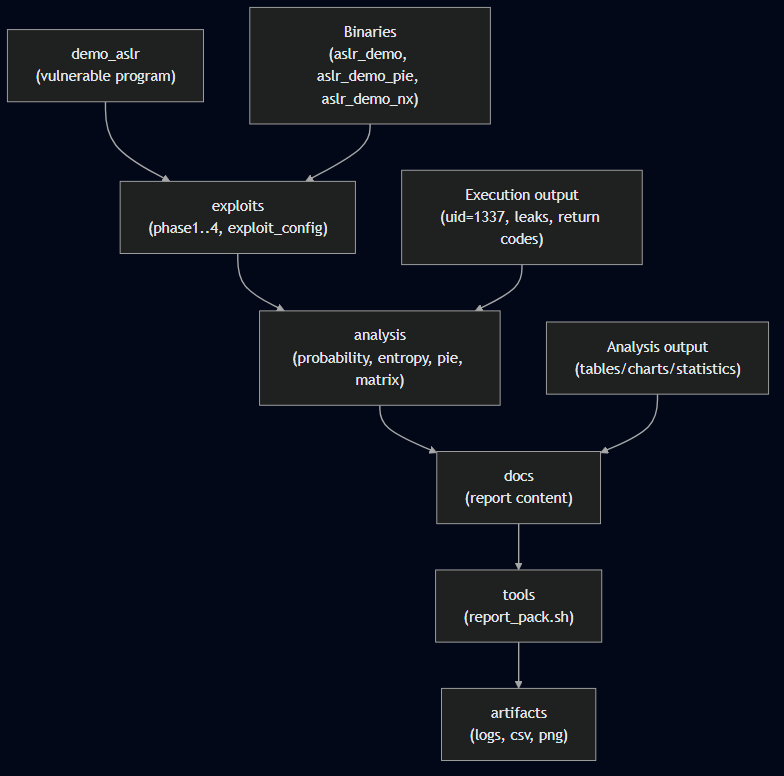 demo_aslr
(vulnerable program)
Binaries
(aslr_demo,
aslr_demo_pie,
aslr_demo_nx)
exploits
(phase1..4, exploit_config)
Execution output
(uid=1337, leaks, return
codes)
analysis
(probability, entropy, pie,
matrix)
Analysis output
(tables/charts/statistics)
docs
(report content)
tools
(report_pack.sh)
artifacts
(logs, csv, png)